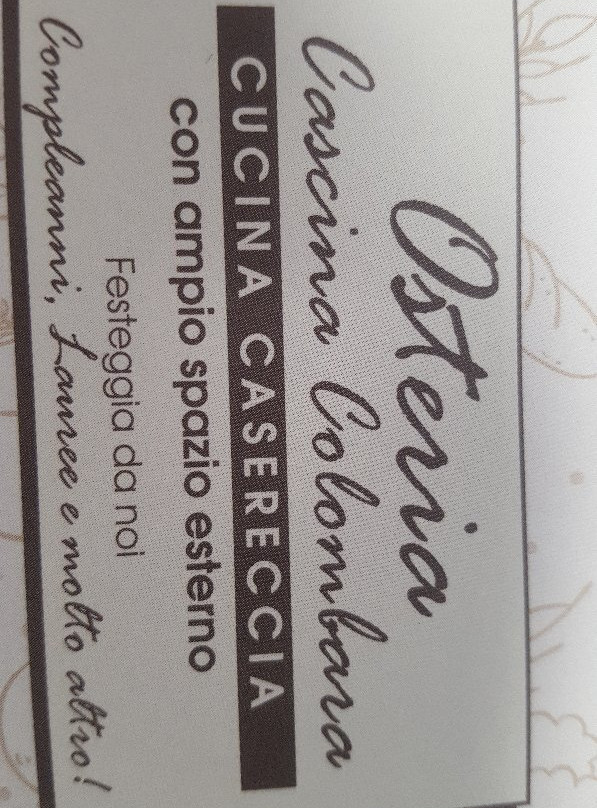 Osteria
Cascina Colombara
CUCINA CASERECCIA
con ampio spazio esterno
Festeggia da noi
Compleanni, Lauree e molto altro!